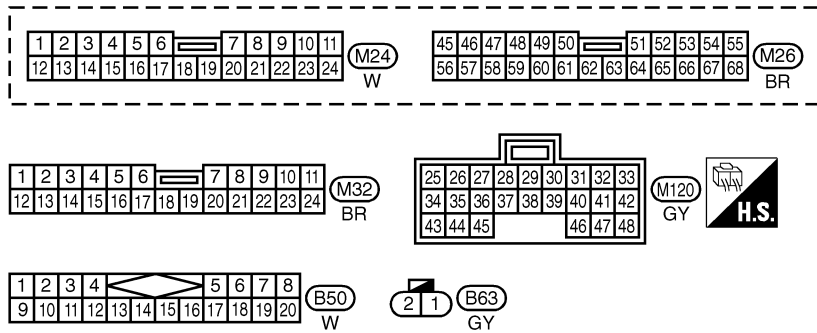 1 2 3 4 5 6 7 8 9 10 11
12 13 14 15 16 17 18 19 20 21 22 23 24
M24
W
45 46 47 48 49 50 51 52 53 54 55
56 57 58 59 60 61 62 63 64 65 66 67 68
M26
BR
1 2 3 4 5 6 7 8 9 10 11
12 13 14 15 16 17 18 19 20 21 22 23 24
M32
BR
25 26 27 28 29 30 31 32 33
34 35 36 37 38 39 40 41 42
43 44 45 46 47 48
M120
GY
H.S.
1 2 3 4 5 6 7 8
9 10 11 12 13 14 15 16 17 18 19 20
B50
W
2 1
B63
GY